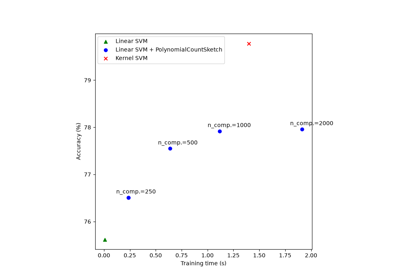 Linear SVM
Linear SVM + PolynomialCountSketch
Kernel SVM
79
78
77
76
n_comp.=1000
n_comp.=2000
n_comp.=500
n_comp.=250
Accuracy (%)
0.00 0.25 0.50 0.75 1.00 1.25 1.50 1.75 2.00
Training time (s)